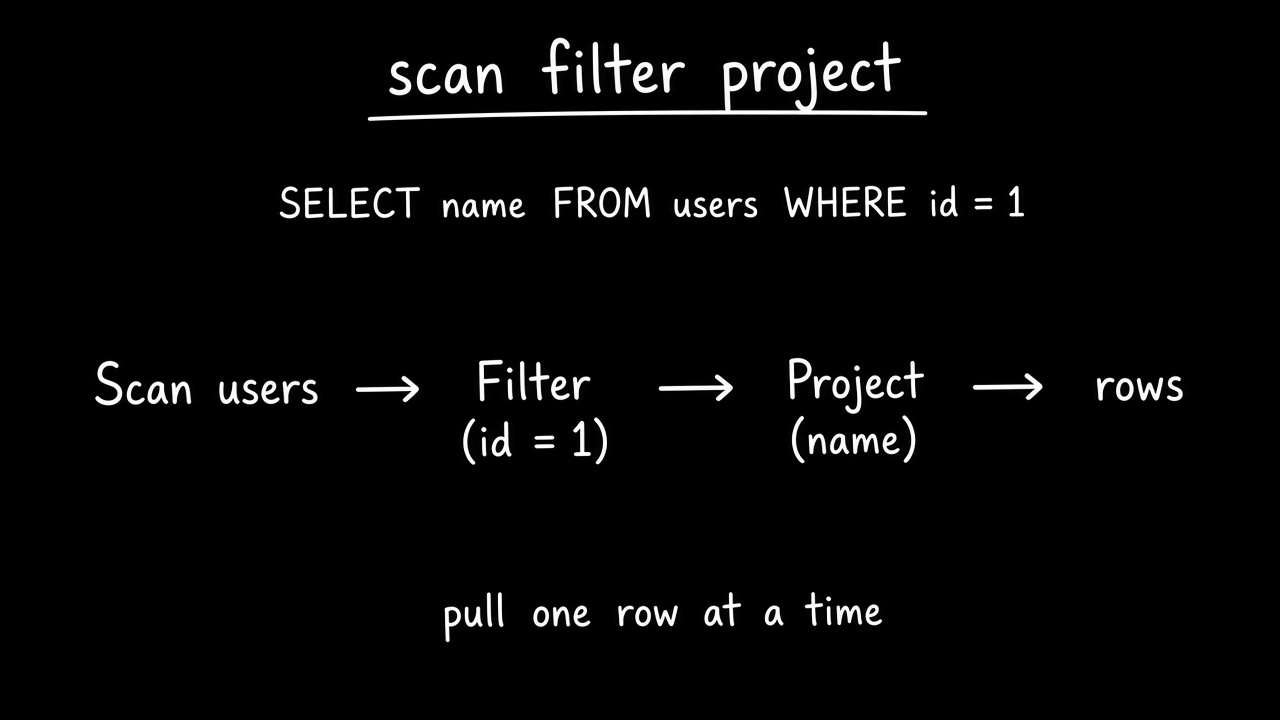 scan filter project
SELECT name FROM users WHERE id = 1
Scan users → Filter (id = 1) → Project (name) → rows
pull one row at a time